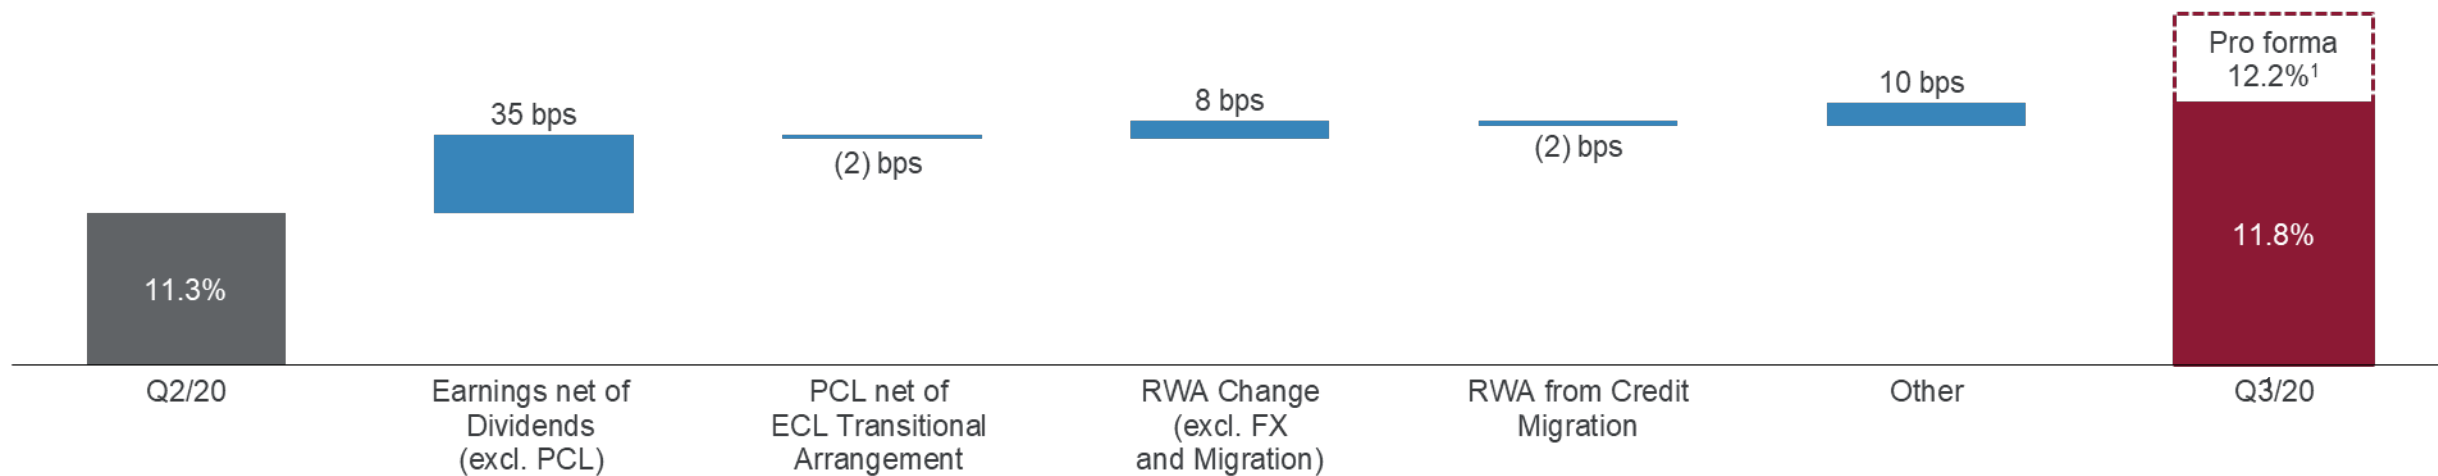 Pro forma
12.2%¹
35 bps
(2) bps
8 bps
(2) bps
10 bps
11.3%
11.8%
Q2/20
Earnings net of
Dividends
(excl. PCL)
PCL net of
ECL Transitional
Arrangement
RWA Change
(excl. FX
and Migration)
RWA from Credit
Migration
Other
Q3/20